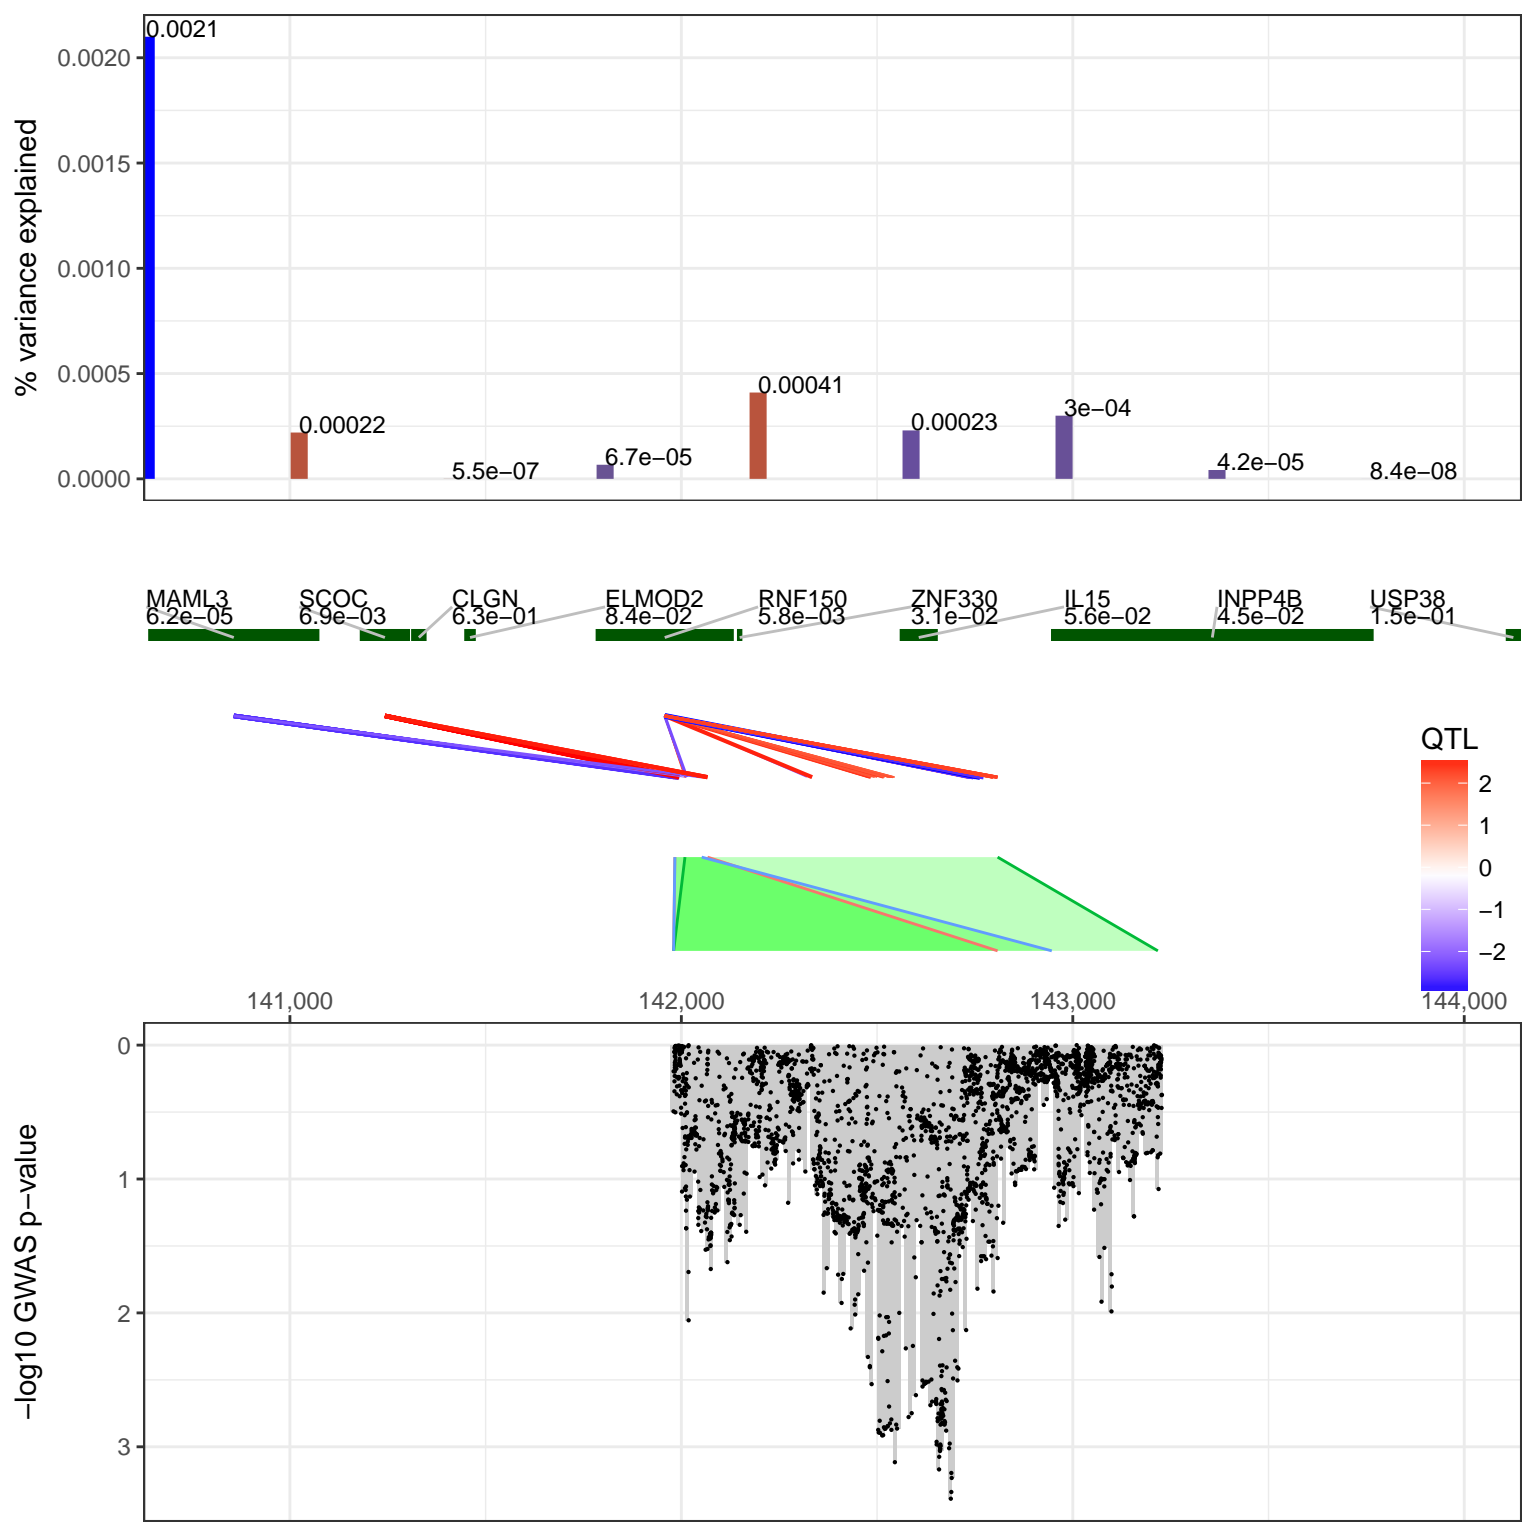 % variance explained
0.0020
0.0015
0.0010
0.0005
0.0000
0.0021
0.00022
5.5e−07
6.7e−05
0.00041
0.00023
3e−04
4.2e−05
8.4e−08
MAML3 SCOC CLGN ELMOD2 RNF150 ZNF330 IL15 INPP4B USP38
6.2e−05 6.9e−03 6.3e−01 8.4e−02 5.8e−03 3.1e−02 5.6e−02 4.5e−02 1.5e−01
QTL
2
1
0
−1
−2
141,000 142,000 143,000 144,000
−log10 GWAS p−value
0
1
2
3